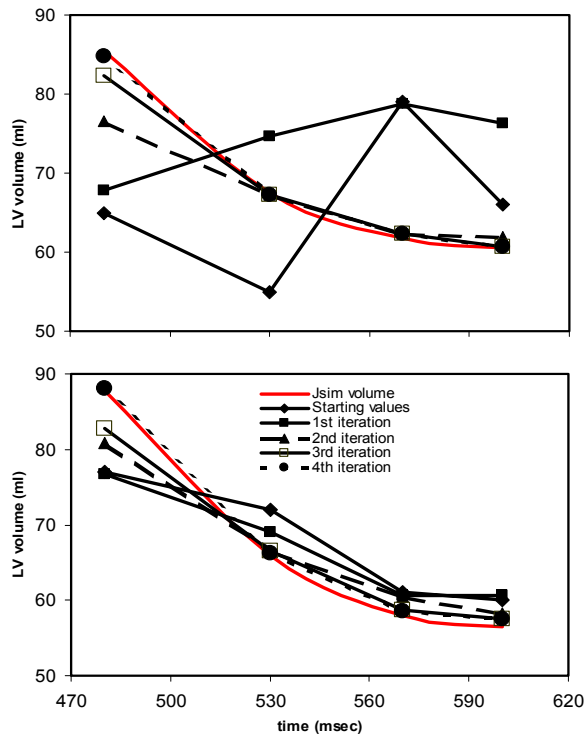 90
80
70
60
50
LV volume (ml)
90
80
70
60
50
LV volume (ml)
Jsim volume
Starting values
1st iteration
2nd iteration
3rd iteration
4th iteration
470 500 530 560 590 620
time (msec)